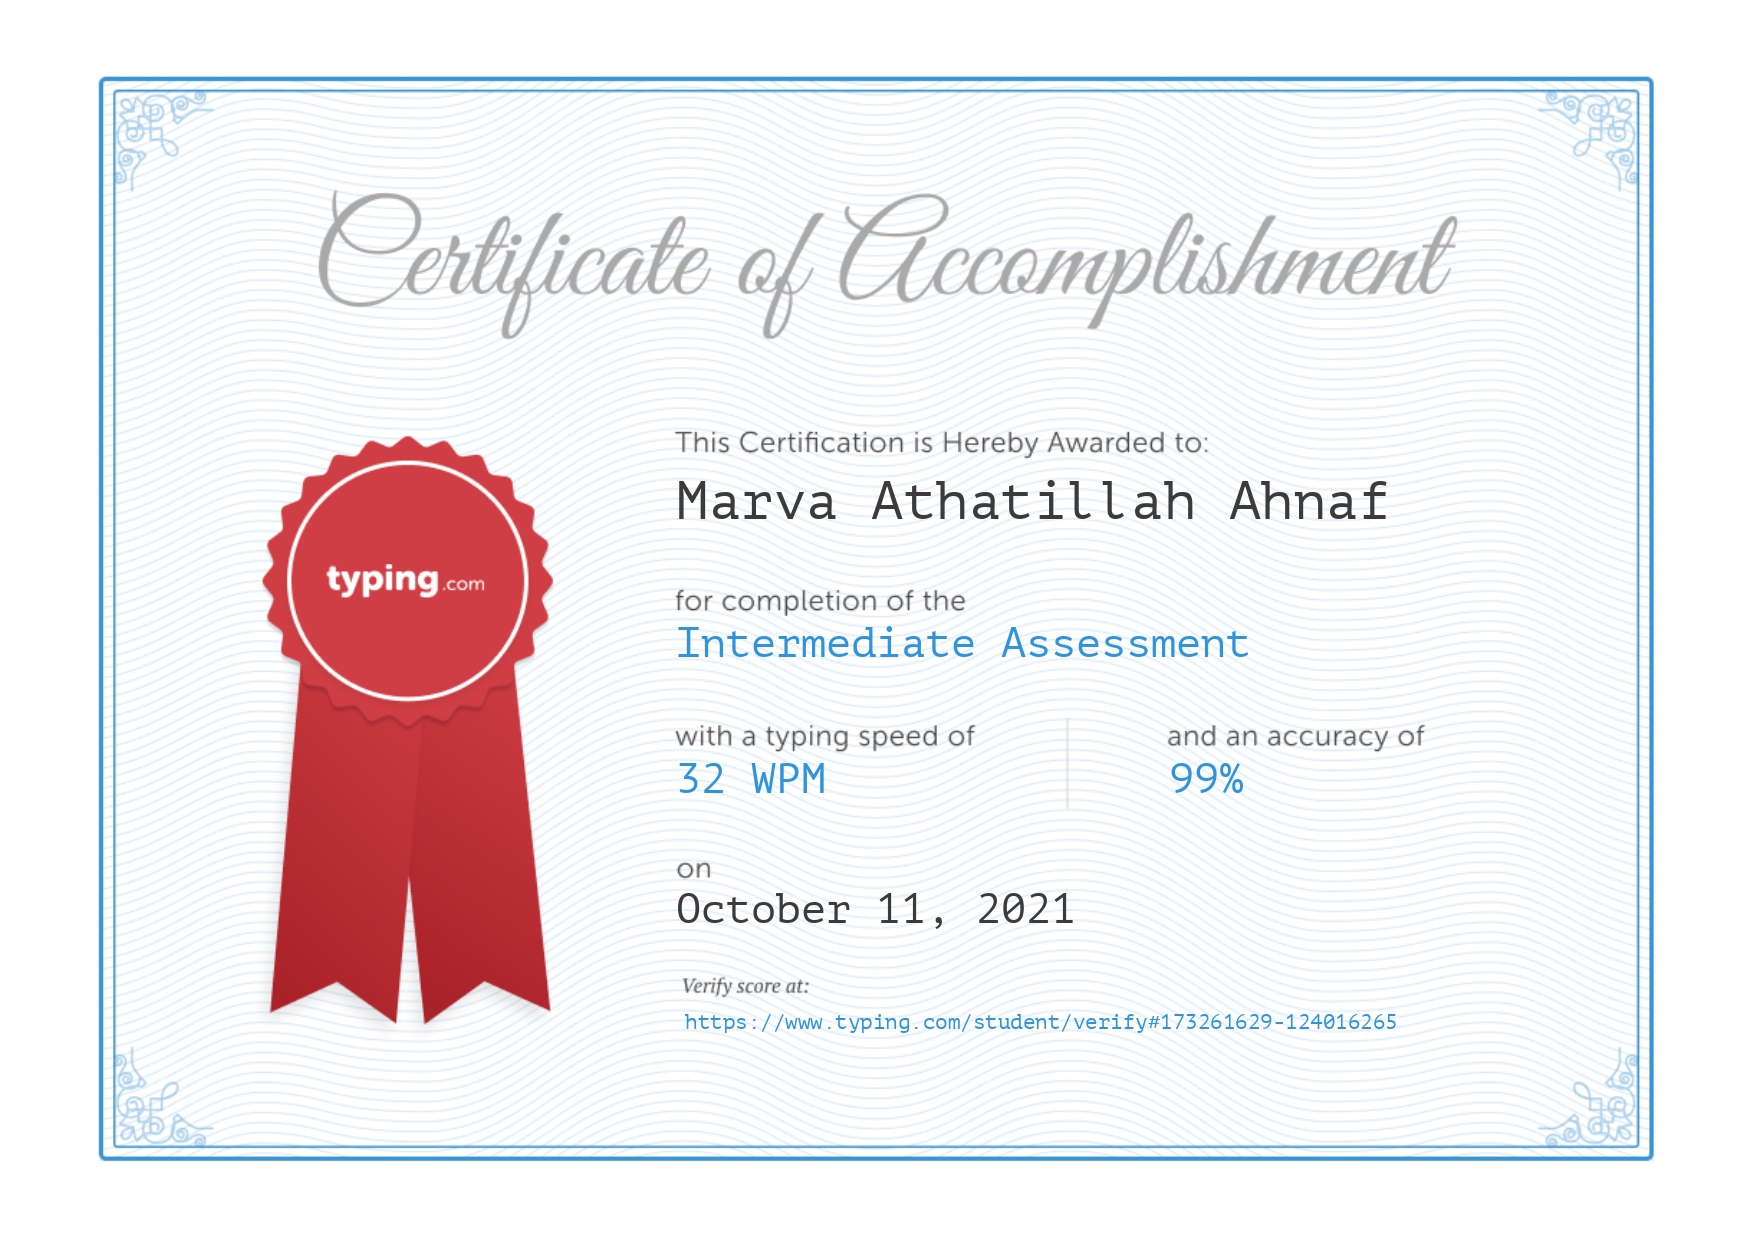 Certificate of Accomplishment
typing.com
This Certification is Hereby Awarded to:
Marva Athatillah Ahnaf
for completion of the
Intermediate Assessment
with a typing speed of
32 WPM
and an accuracy of
99%
on
October 11, 2021
Verify score at:
https://www.typing.com/student/verify#173261629-124016265